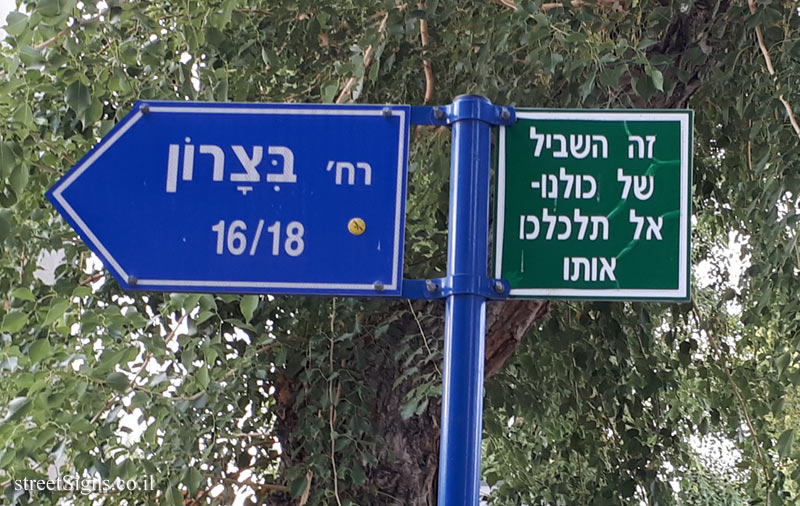 רח' בִּצָּרוֹן
16/18
זה השביל
של כולנו-
אל תלכלכו
אותו
streetSigns.co.il